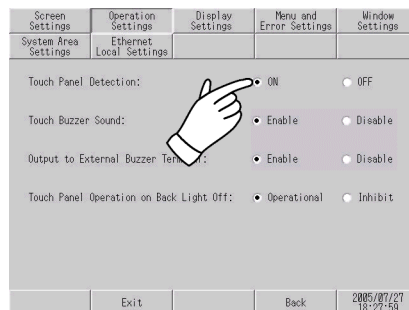 Screen Settings
Operation Settings
Display Settings
Menu and Error Settings
Window Settings
System Area Settings
Ethernet Local Settings
Touch Panel Detection: ON OFF
Touch Buzzer Sound: Enable Disable
Output to External Buzzer Enable Disable
Touch Panel Operation on Back Light Off: Operational Inhibit
Exit Back 2005/07/27
18:27:59